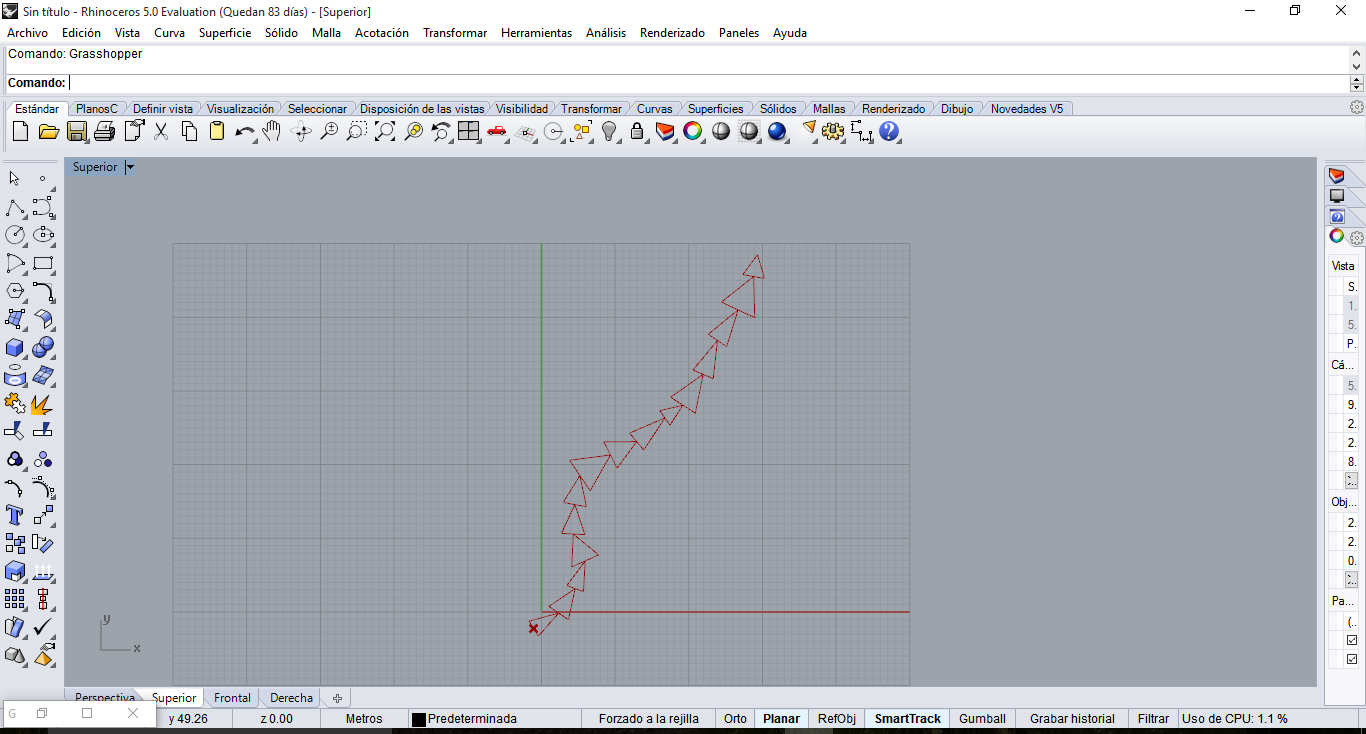 Sin título - Rhinoceros 5.0 Evaluation (Quedan 83 días) - [Superior]
Archivo Edición Vista Curva Superficie Sólido Malla Acotación Transformar Herramientas Análisis Renderizado Paneles Ayuda
Comando: Grasshopper
Comando:
Estándar PlanosC Definir vista Visualización Seleccionar Disposición de las vistas Visibilidad Transformar Curvas Superficies Sólidos Mallas Renderizado Dibujo Novedades V5
Superior
Vista
S.
1.
5.
P.
Cá...
5.
9.
2.
2.
8.
Obj...
2.
2.
0.
Pa...
(..
y
x
Perspectiva Superior Frontal Derecha
G
y 49.26 z 0.00 Metros Predeterminada Forzado a la rejilla Orto Planar RefObj SmartTrack Gumball Grabar historial Filtrar Uso de CPU: 1.1 %